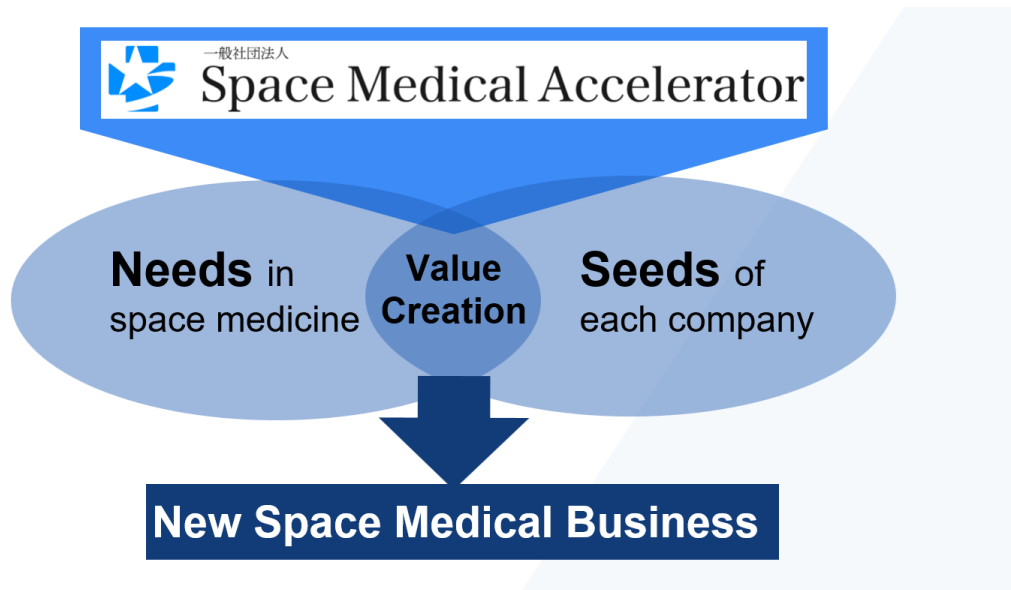 一般社団法人
Space Medical Accelerator
Needs in
space medicine
Value
Creation
Seeds of
each company
New Space Medical Business